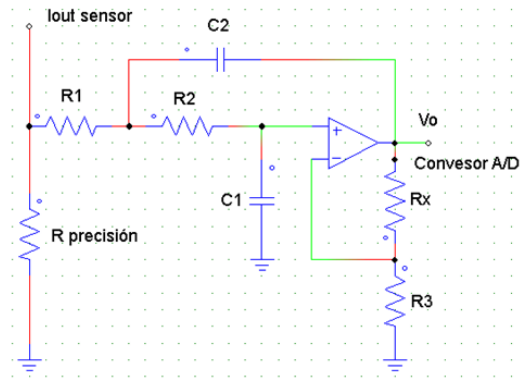 Iout sensor
C2
R1
R2
Vo
Convesor A/D
C1
Rx
R precisión
R3